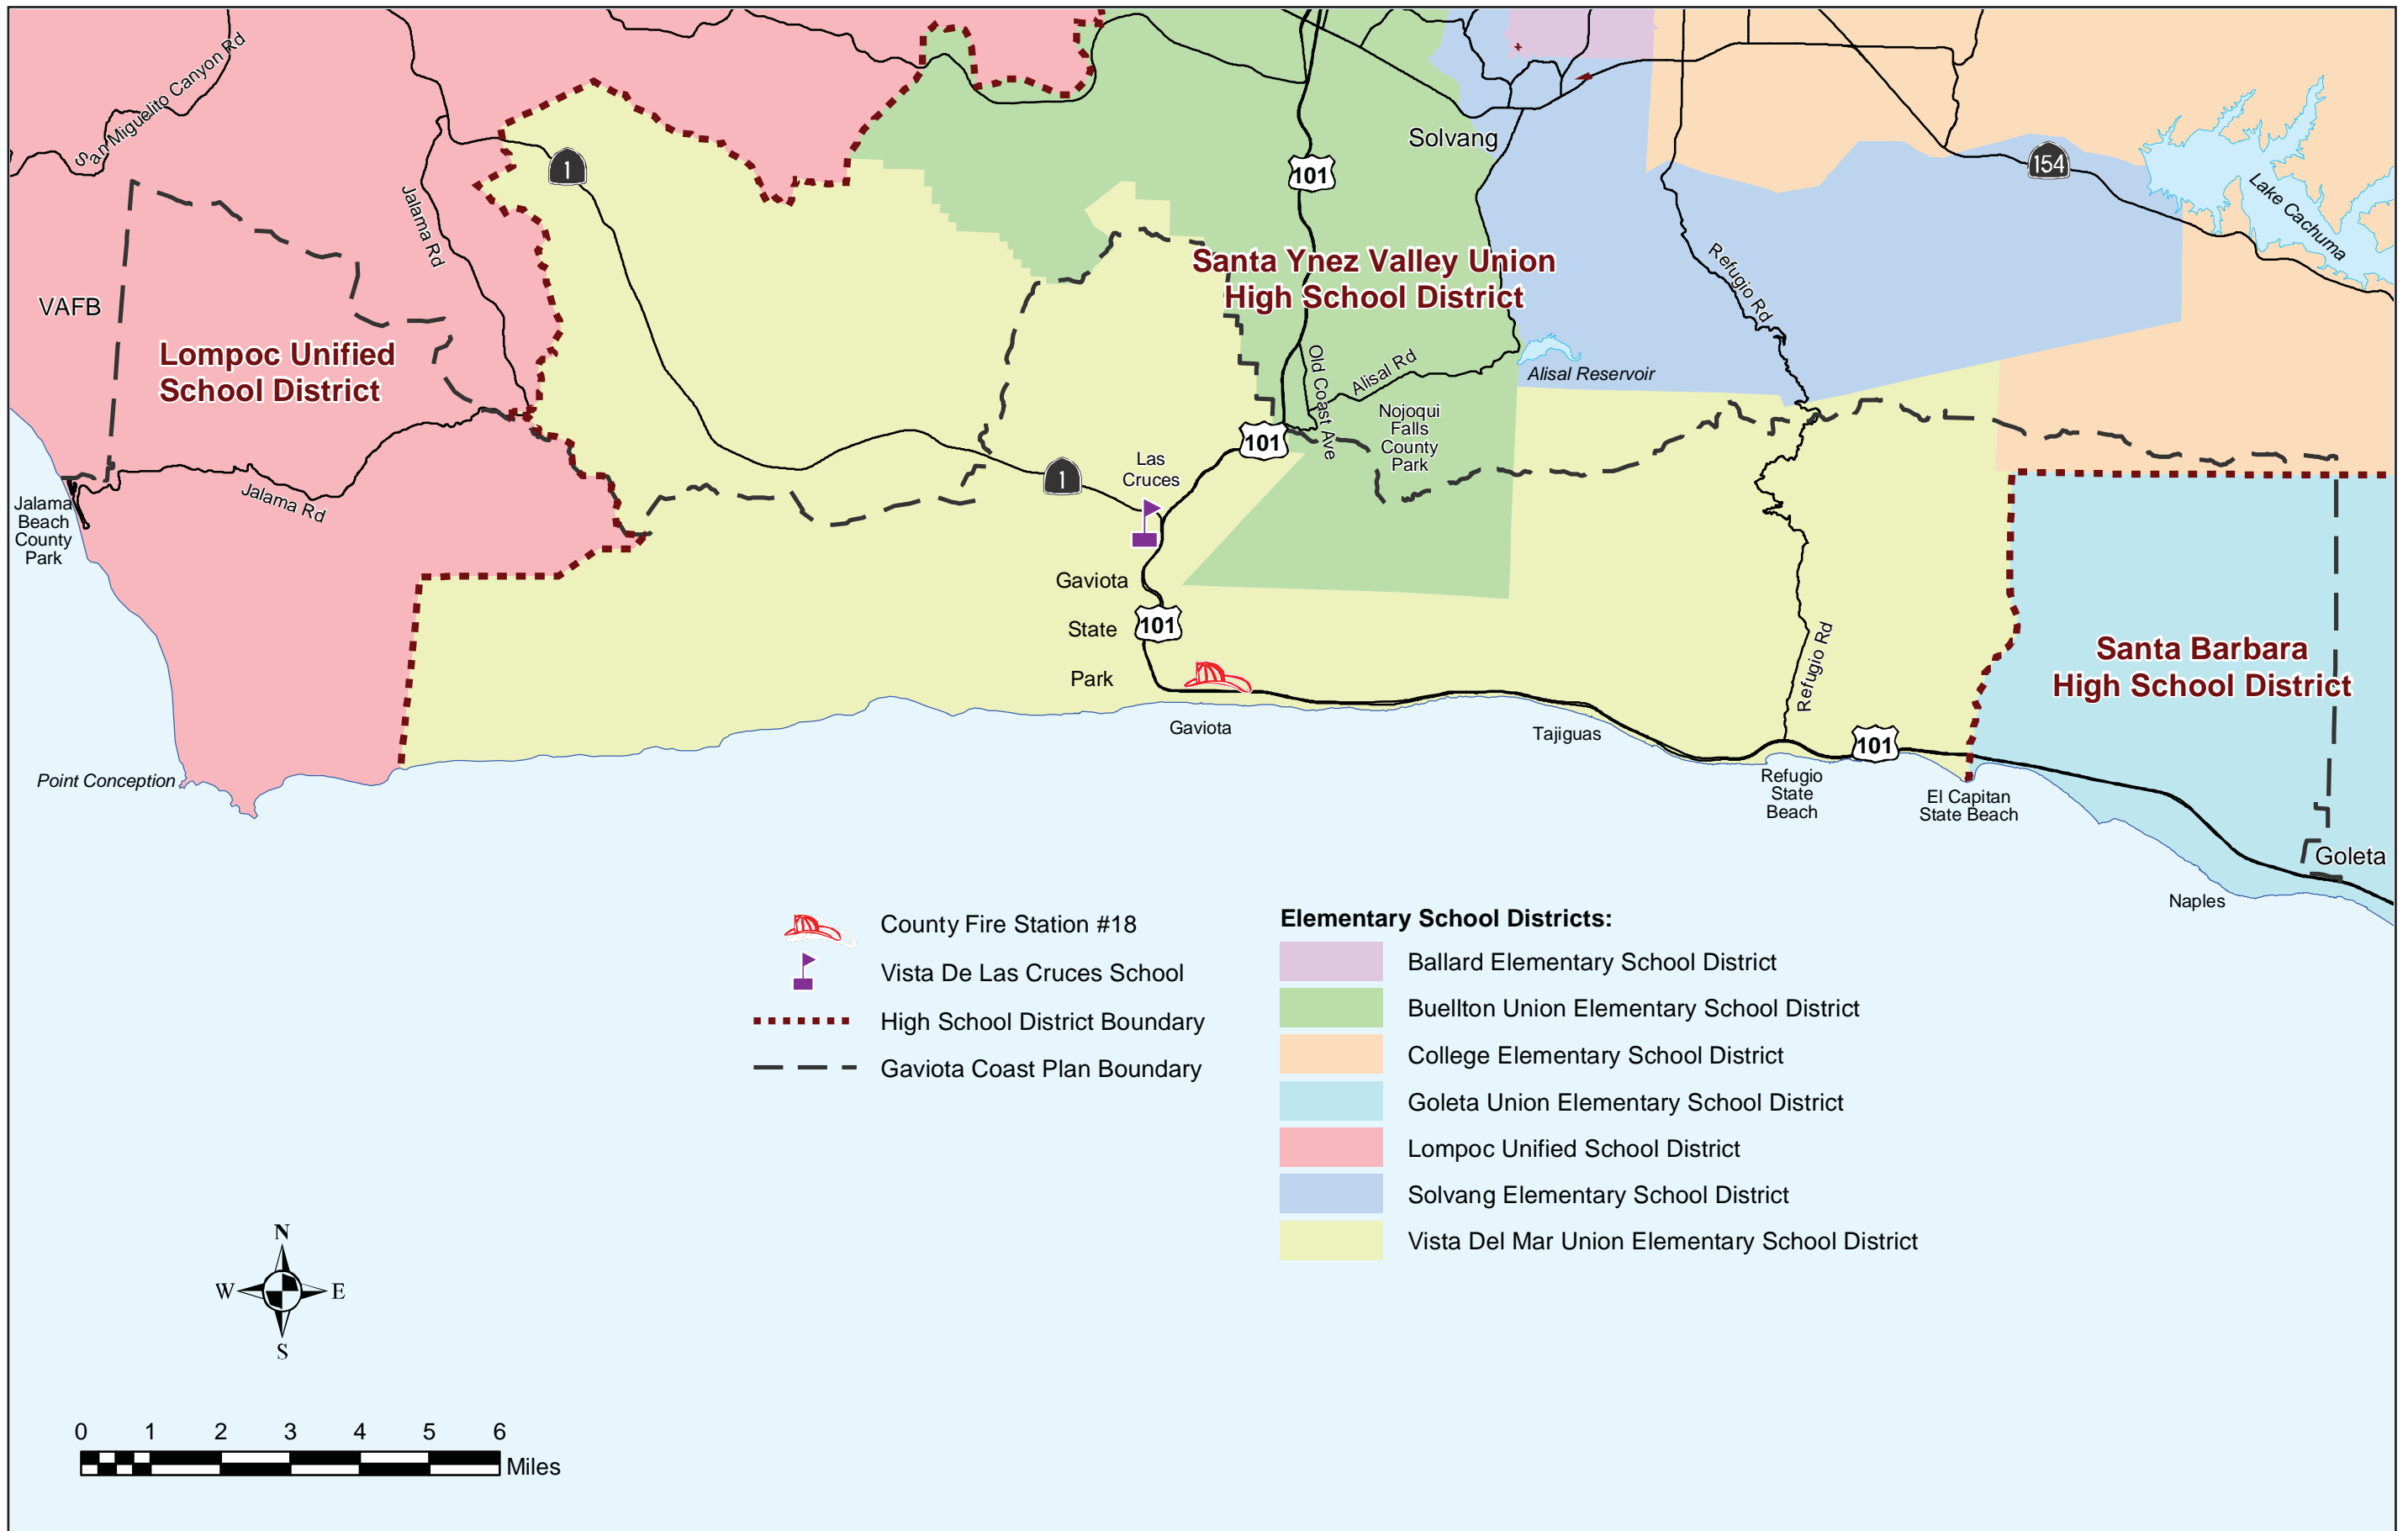 San Miguelito Canyon Rd
1
Jalama Rd
101
Solvang
154
Lake Cachuma
Santa Ynez Valley Union
High School District
Refugio Rd
VAFB
Lompoc Unified
School District
Old Coast Ave
Alisal Rd
Alisal Reservoir
Nojoqui
Falls
County
Park
101
Las
Cruces
1
Jalama Rd
Jalama
Beach
County
Park
Gaviota
State
Park
101
Refugio Rd
Santa Barbara
High School District
Gaviota
Tajiguas
101
Point Conception
Refugio
State
Beach
El Capitan
State Beach
Goleta
Naples
County Fire Station #18
Vista De Las Cruces School
High School District Boundary
Gaviota Coast Plan Boundary
Elementary School Districts:
Ballard Elementary School District
Buellton Union Elementary School District
College Elementary School District
Goleta Union Elementary School District
Lompoc Unified School District
Solvang Elementary School District
Vista Del Mar Union Elementary School District
N
W E
S
0 1 2 3 4 5 6
Miles